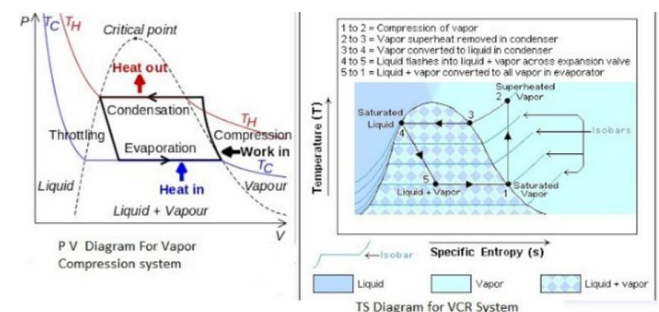 P
T_C
T_H
Critical point
Heat out
Condensation
T_H
Throttling
Compression
Evaporation
Work in
T_C
Liquid
Heat in
Vapour
Liquid + Vapour
V
P V Diagram For Vapor
Compression system
1 to 2 = Compression of vapor
2 to 3 = Vapor superheat removed in condenser
3 to 4 = Vapor converted to liquid in condenser
4 to 5 = Liquid flashes into liquid + vapor across expansion valve
5 to 1 = Liquid + vapor converted to all vapor in evaporator
Temperature (T)
Superheated
2 Vapor
Saturated
Liquid
4
3
Isobars
5
Liquid + Vapor
1
Saturated
Vapor
Isobar
Specific Entropy (s)
Liquid
Vapor
Liquid + vapor
TS Diagram for VCR System